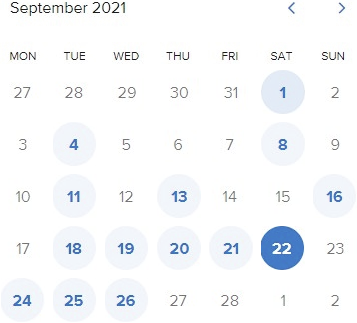 September 2021
MON TUE WED THU FRI SAT SUN
27 28 29 30 31 1 2
3 4 5 6 7 8 9
10 11 12 13 14 15 16
17 18 19 20 21 22 23
24 25 26 27 28 1 2